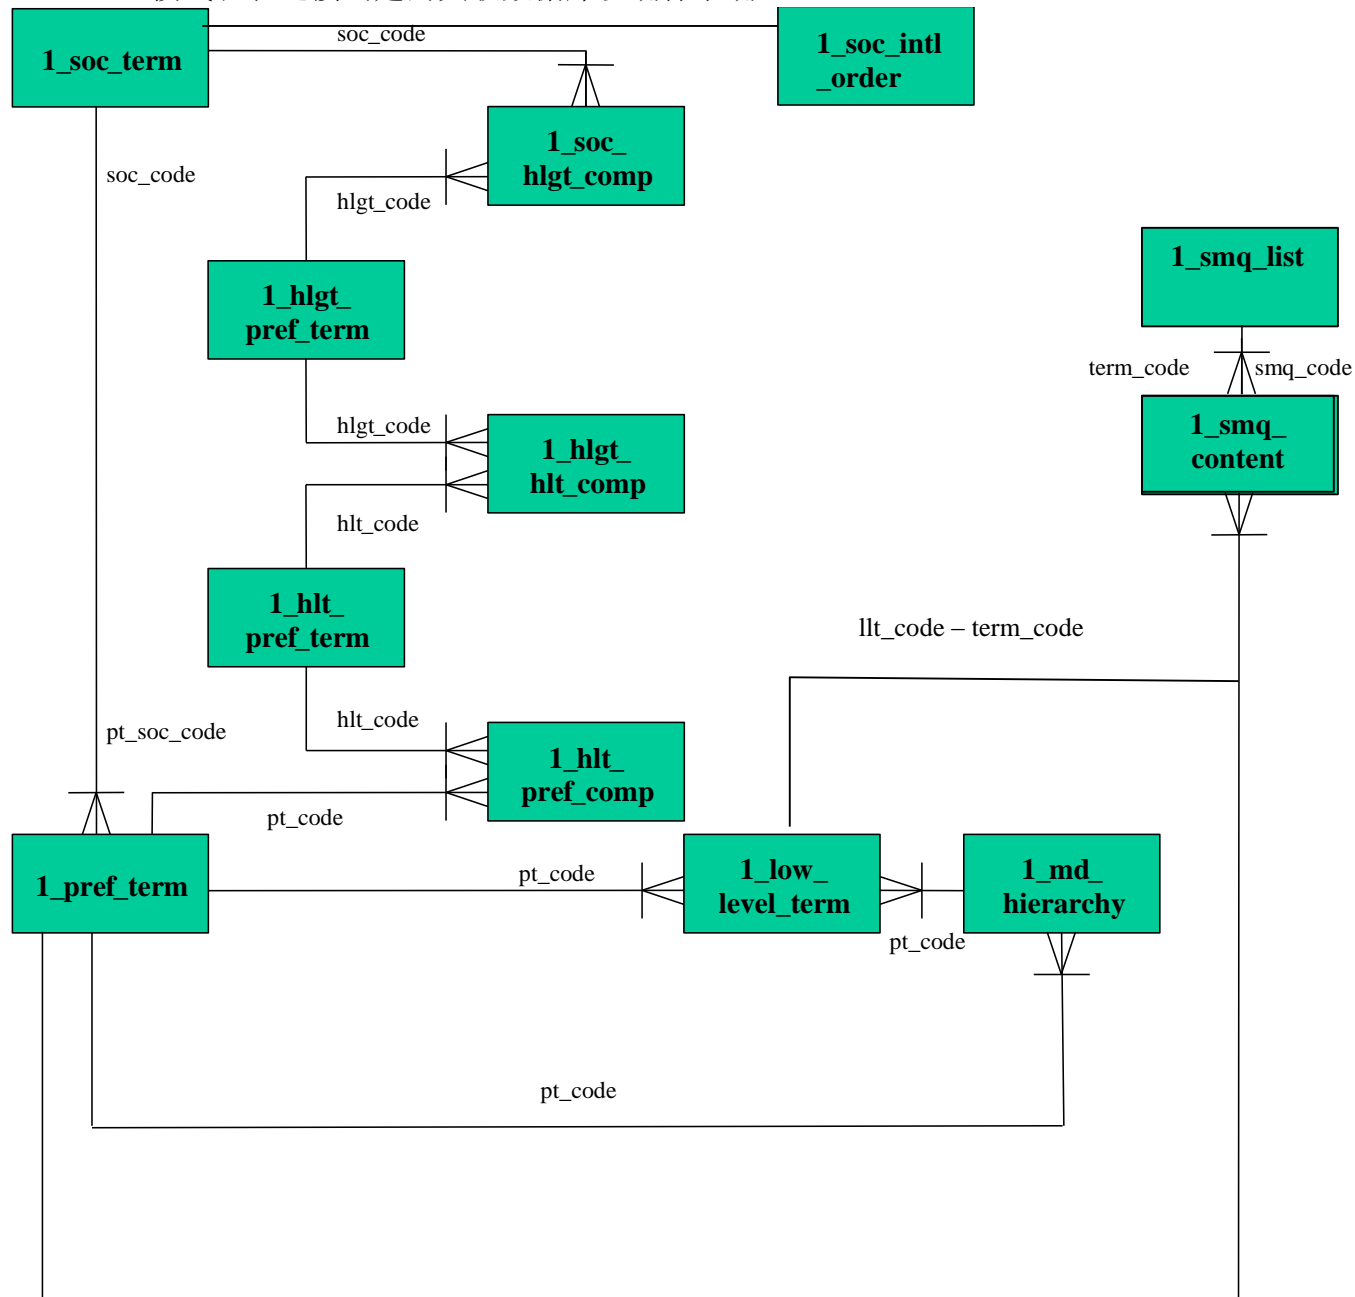 1_soc_term
soc_code
1_soc_intl
_order
1_soc_
hlgt_comp
soc_code
hlgt_code
1_smq_list
1_hlgt_
pref_term
term_code
smq_code
hlgt_code
1_hlgt_
hlt_comp
1_smq_
content
hlt_code
1_hlt_
pref_term
llt_code – term_code
hlt_code
pt_soc_code
1_hlt_
pref_comp
pt_code
1_pref_term
pt_code
1_low_
level_term
1_md_
hierarchy
pt_code
pt_code